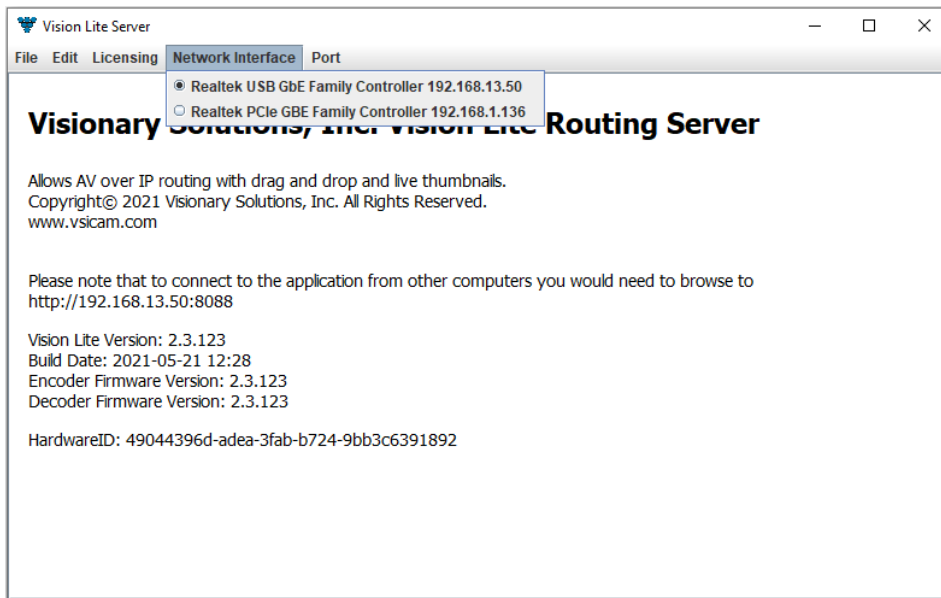 Vision Lite Server
File Edit Licensing Network Interface Port
Realtek USB GbE Family Controller 192.168.13.50
Realtek PCIe GBE Family Controller 192.168.1.136
Visionary Solutions, Inc. Vision Lite Routing Server
Allows AV over IP routing with drag and drop and live thumbnails.
Copyright© 2021 Visionary Solutions, Inc. All Rights Reserved.
www.vsicam.com
Please note that to connect to the application from other computers you would need to browse to
http://192.168.13.50:8088
Vision Lite Version: 2.3.123
Build Date: 2021-05-21 12:28
Encoder Firmware Version: 2.3.123
Decoder Firmware Version: 2.3.123
HardwareID: 49044396d-adea-3fab-b724-9bb3c6391892